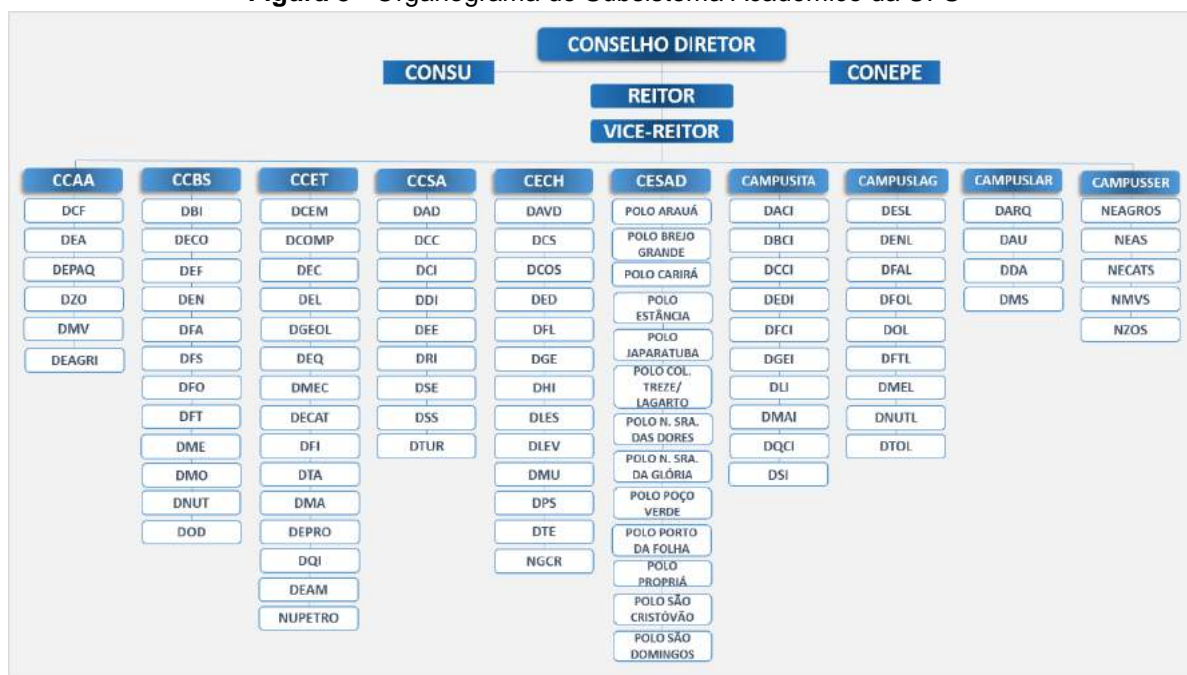 CONSELHO DIRETOR
CONSU
CONEPE
REITOR
VICE-REITOR
CCAA
DCF
DEA
DEPAQ
DZO
DMV
DEAGRI
CCBS
DBI
DECO
DEF
DEN
DFA
DFS
DFO
DFT
DME
DMO
DNUT
DOD
CCET
DCEM
DCOMP
DEC
DEL
DGEOL
DEQ
DMEC
DECAT
DFI
DTA
DMA
DEPRO
DQI
DEAM
NUPETRO
CCSA
DAD
DCC
DCI
DDI
DEE
DRI
DSE
DSS
DTUR
CECH
DAVD
DCS
DCOS
DED
DFL
DGE
DHI
DLES
DLEV
DMU
DPS
DTE
NGCR
CESAD
POLO ARAUÁ
POLO BREJO
GRANDE
POLO CARIRÁ
POLO
ESTÂNCIA
POLO
JAPARATUBA
POLO COL.
TREZE/
LAGARTO
POLO N. SRA.
DAS DORES
POLO N. SRA.
DA GLÓRIA
POLO POÇO
VERDE
POLO PORTO
DA FOLHA
POLO
PROPRIÁ
POLO SÃO
CRISTÓVÃO
POLO SÃO
DOMINGOS
CAMPUSITA
DACI
DBCI
DCCI
DEDI
DFCI
DGEI
DLI
DMAI
DQCI
DSI
CAMPUSLAG
DESL
DENL
DFAL
DFOL
DOL
DFTL
DMEL
DNUTL
DTOL
CAMPUSLAR
DARQ
DAU
DDA
DMS
CAMPUSSER
NEAGROS
NEAS
NECATS
NMVS
NZOS